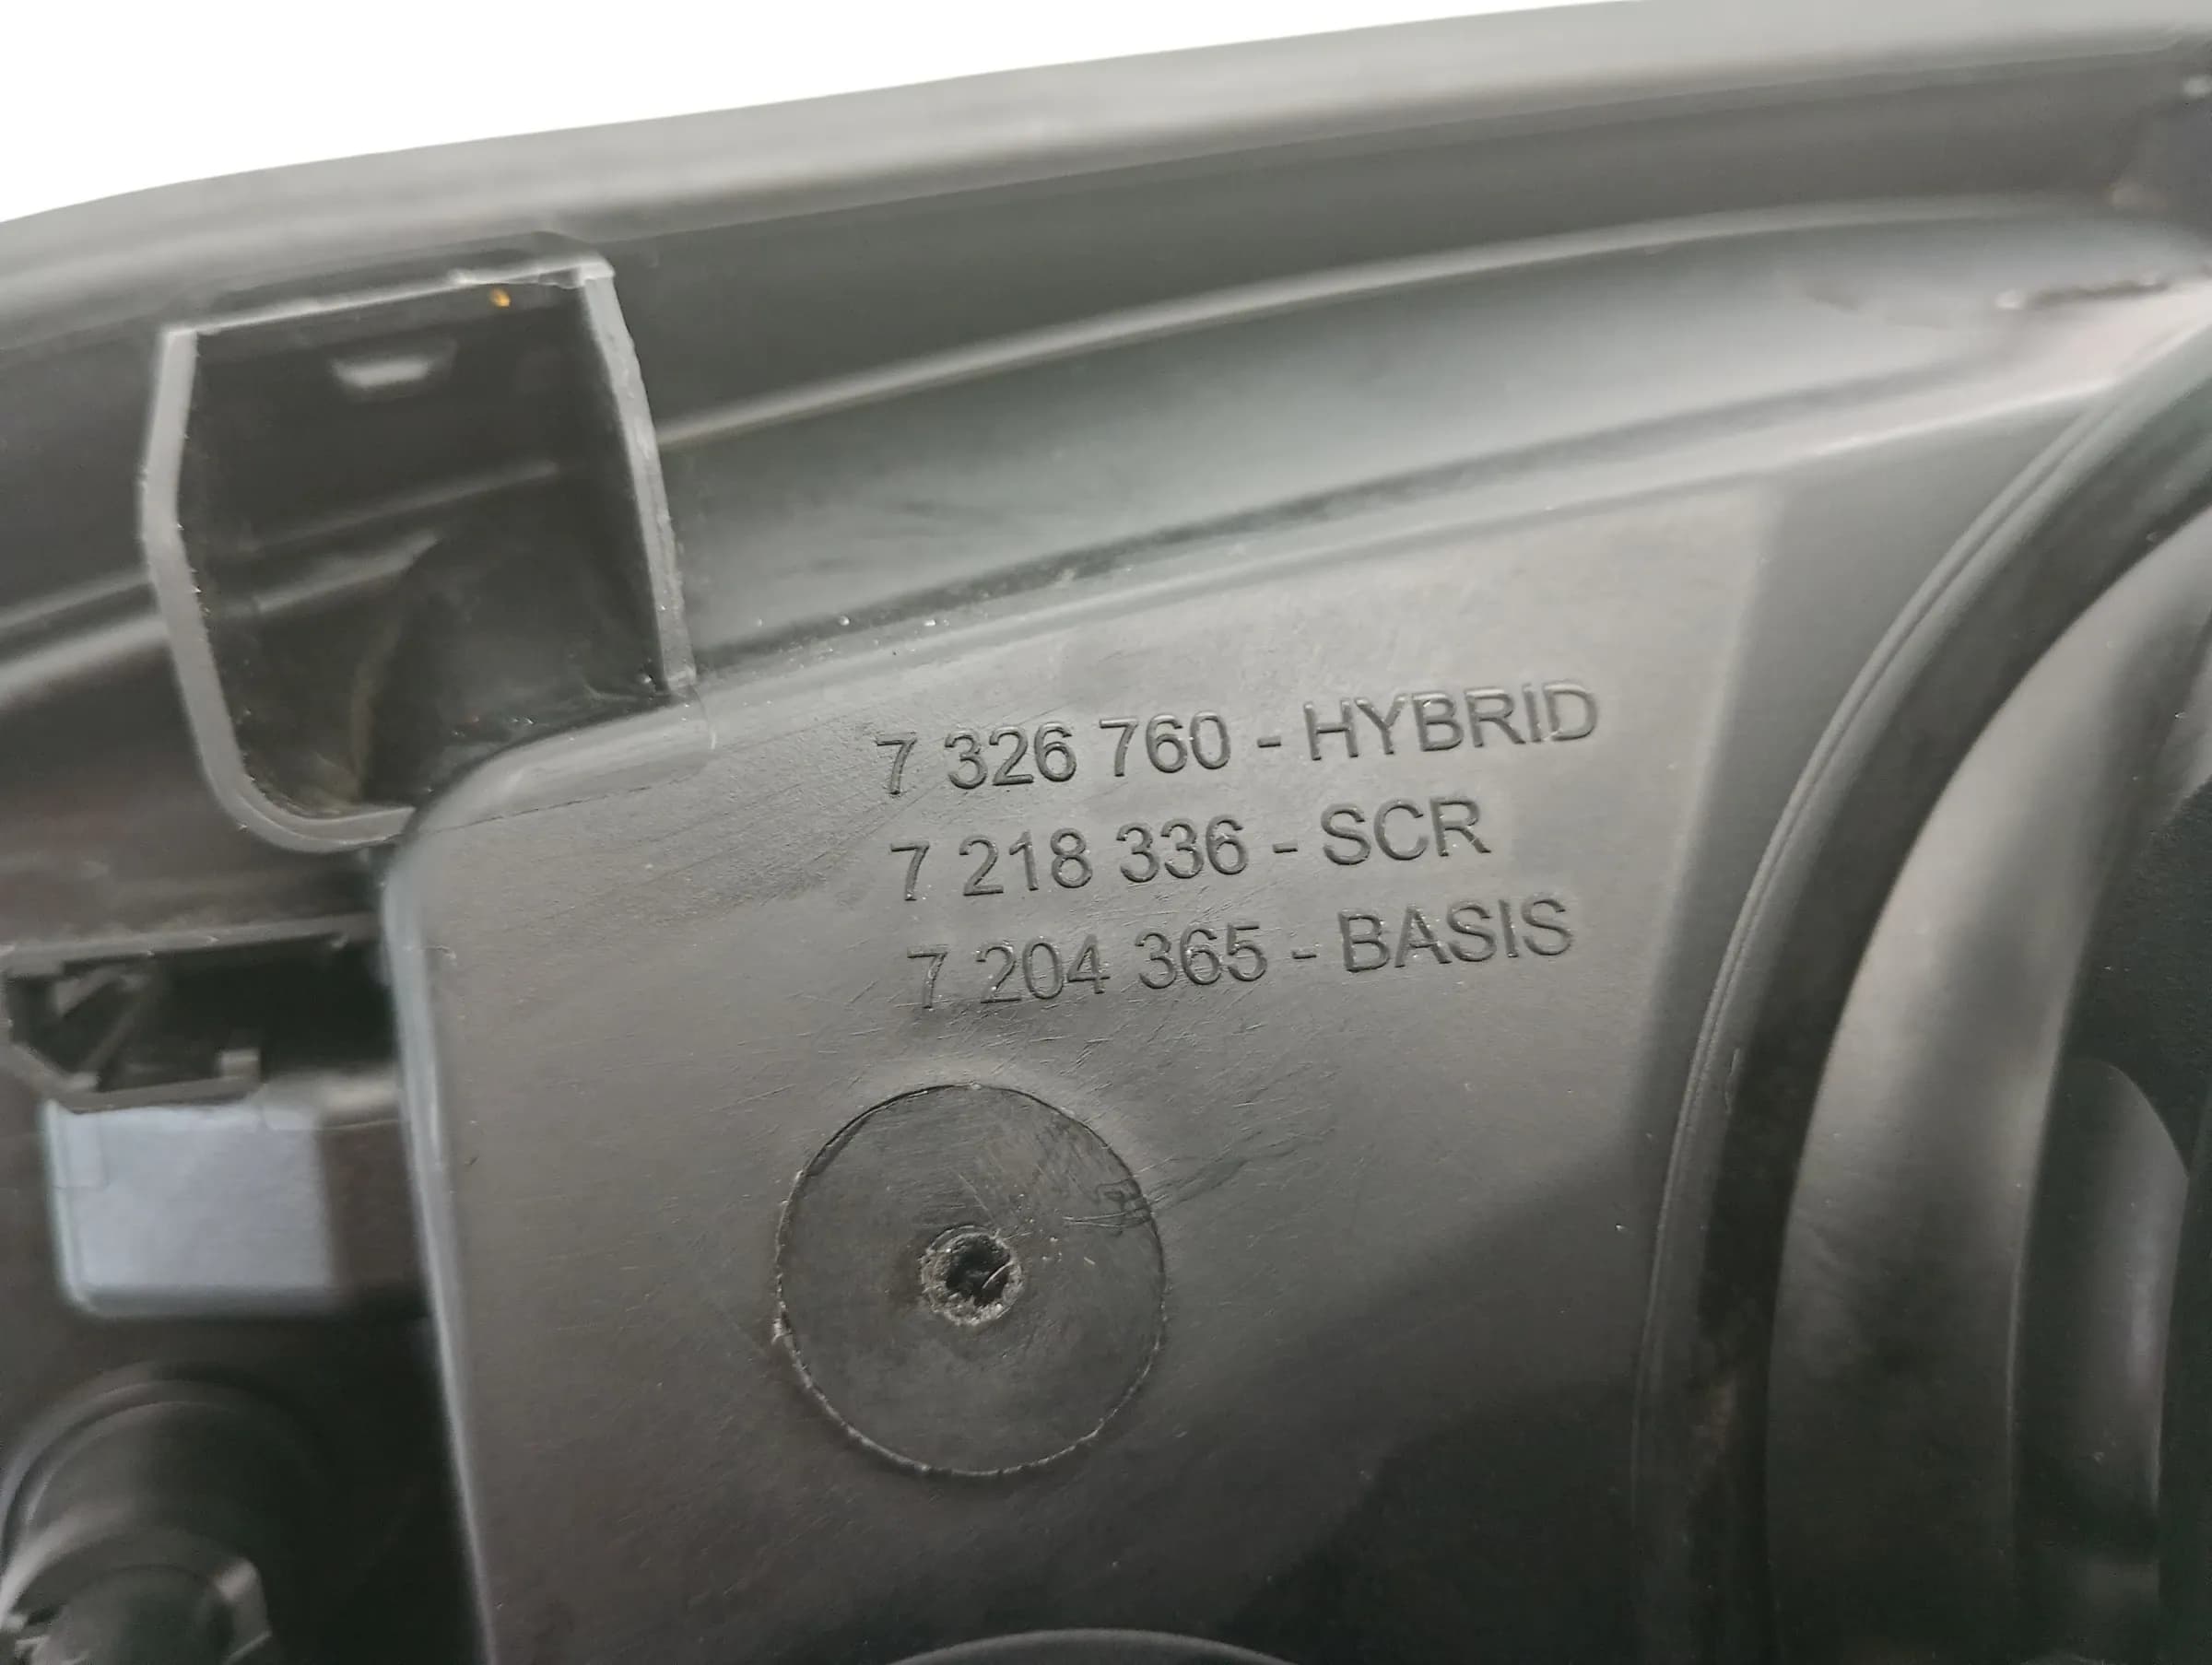 7 326 760 - HYBRID
7 218 336 - SCR
7 204 365 - BASIS